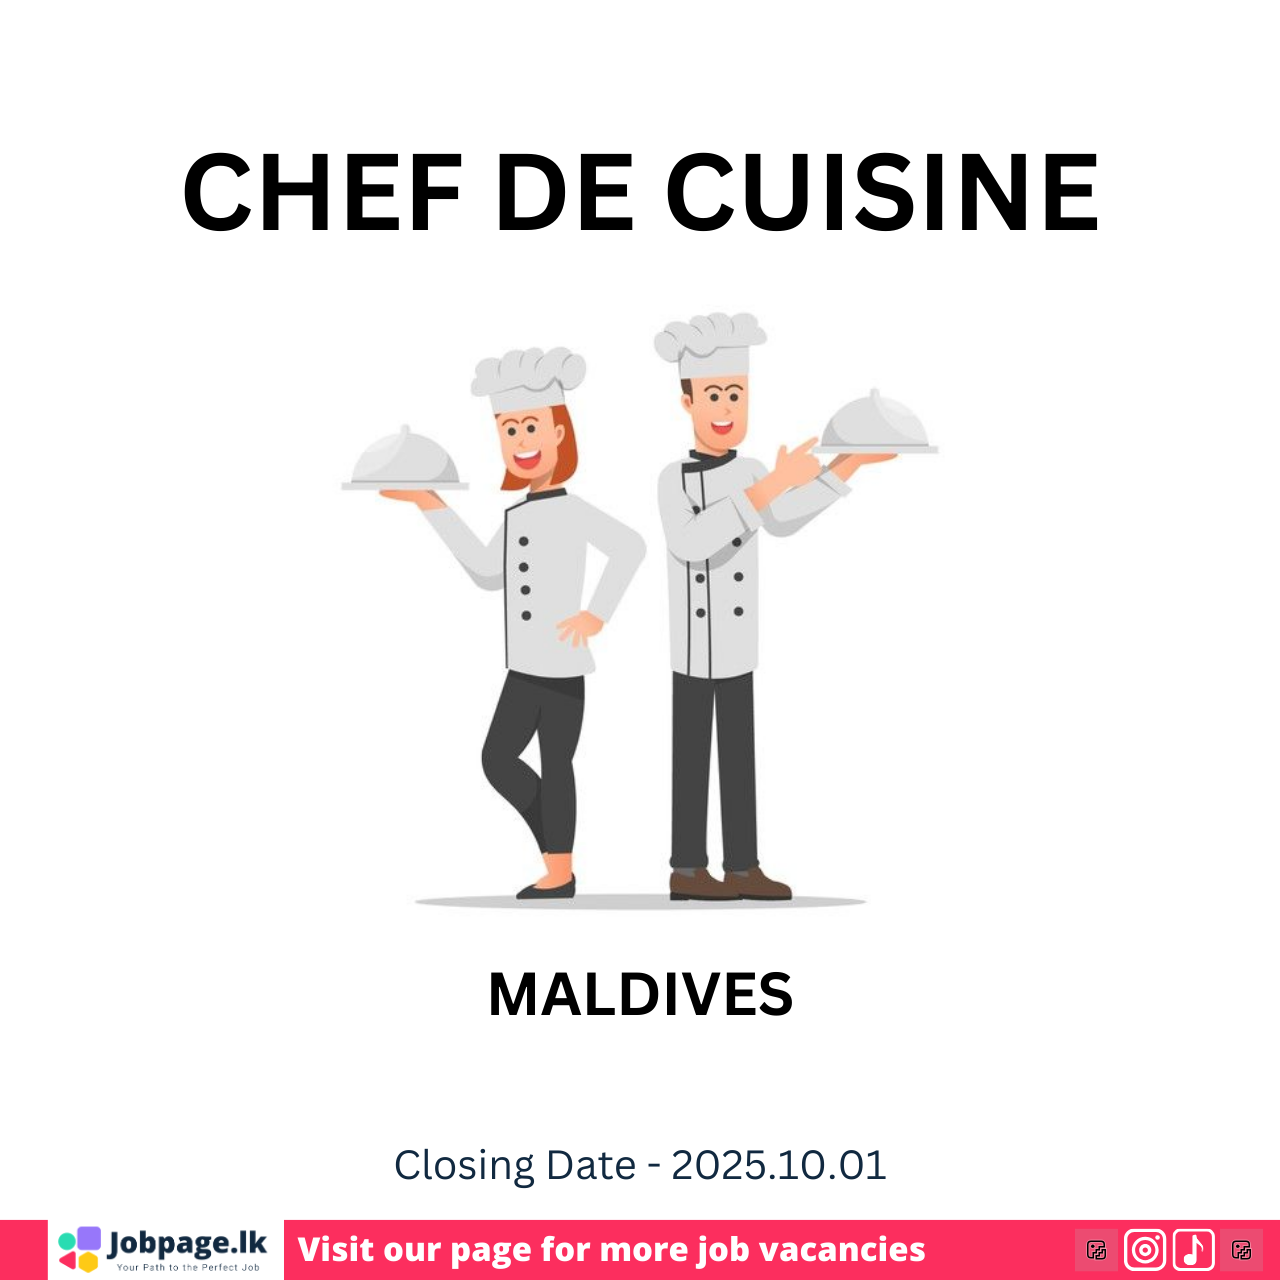 CHEF DE CUISINE
MALDIVES
Closing Date - 2025.10.01
Jobpage.lk
Your Path to the Perfect Job
Visit our page for more job vacancies